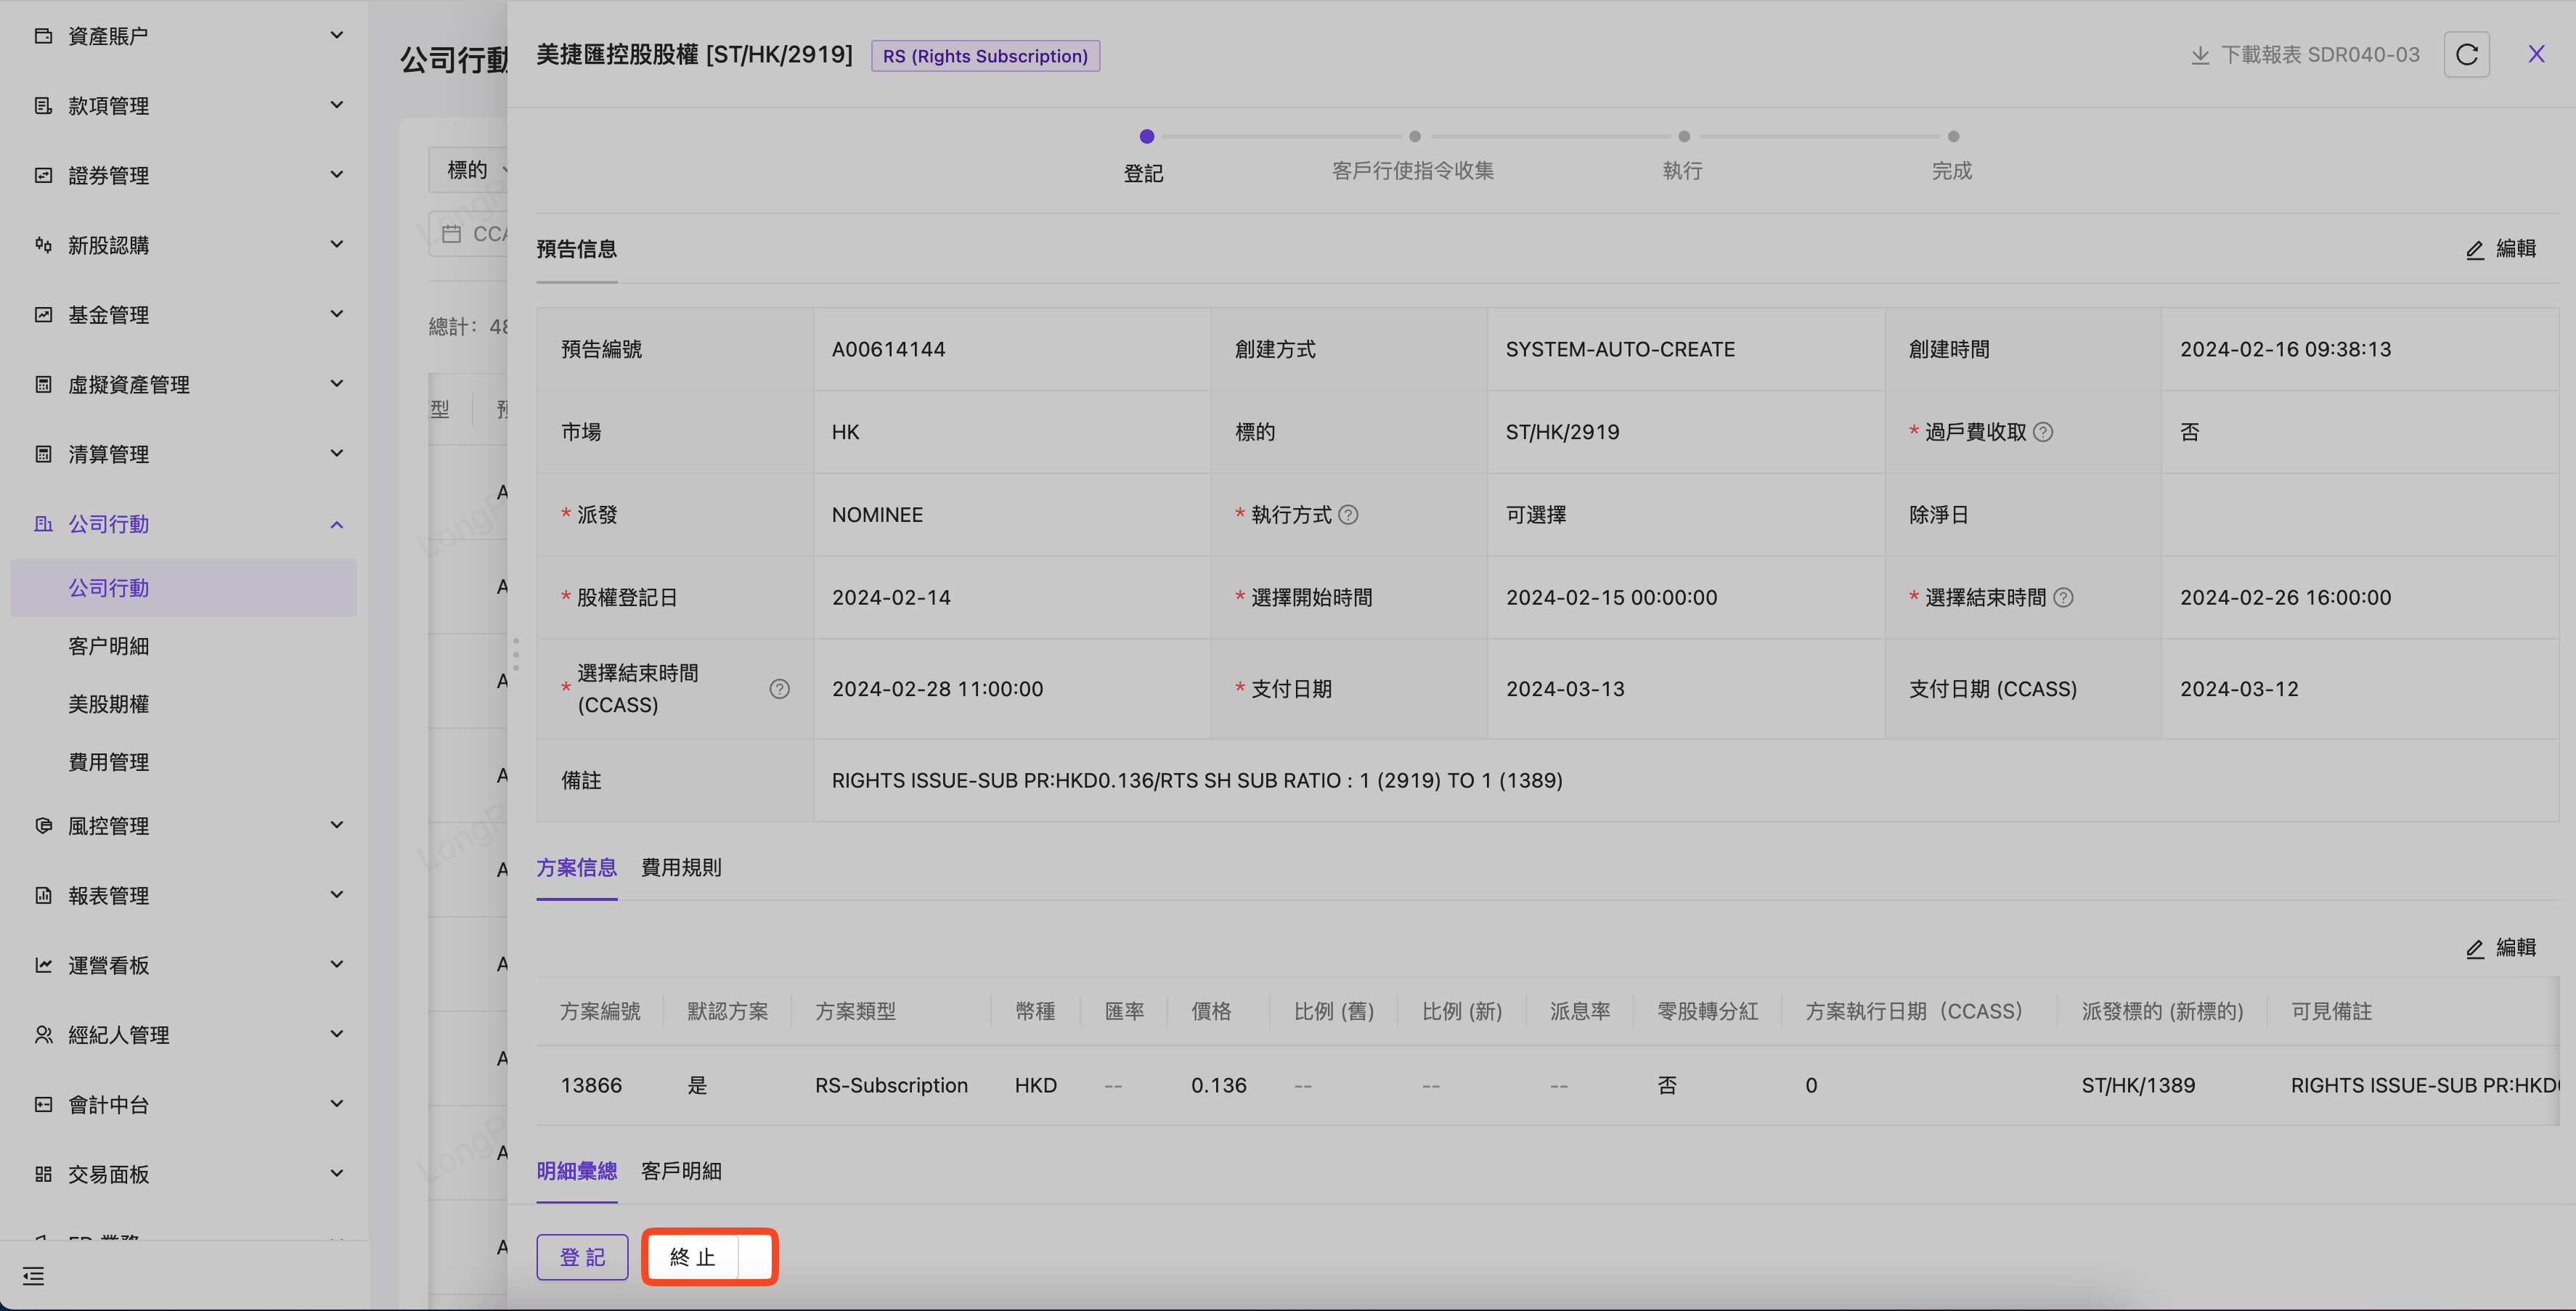 資產賬户
款項管理
證券管理
新股認購
基金管理
虛擬資產管理
清算管理
公司行動
公司行動
客户明細
美股期權
費用管理
風控管理
報表管理
運營看板
經紀人管理
會計中台
交易面板
公司行動
標的
總計：48
型
美捷匯控股股權 [ST/HK/2919] RS (Rights Subscription) 下載報表 SDR040-03
登記 客戶行使指令收集 執行 完成
預告信息 編輯
預告編號 A00614144 創建方式 SYSTEM-AUTO-CREATE 創建時間 2024-02-16 09:38:13
市場 HK 標的 ST/HK/2919 * 過戶費收取 否
* 派發 NOMINEE * 執行方式 可選擇 除淨日
* 股權登記日 2024-02-14 * 選擇開始時間 2024-02-15 00:00:00 * 選擇結束時間 2024-02-26 16:00:00
* 選擇結束時間 (CCASS) 2024-02-28 11:00:00 * 支付日期 2024-03-13 支付日期 (CCASS) 2024-03-12
備註 RIGHTS ISSUE-SUB PR:HKD0.136/RTS SH SUB RATIO : 1 (2919) TO 1 (1389)
方案信息 費用規則
編輯
方案編號 默認方案 方案類型 幣種 匯率 價格 比例 (舊) 比例 (新) 派息率 零股轉分紅 方案執行日期（CCASS） 派發標的 (新標的) 可見備註
13866 是 RS-Subscription HKD -- 0.136 -- -- -- 否 0 ST/HK/1389 RIGHTS ISSUE-SUB PR:HKD
明細彙總 客戶明細
登記 終止